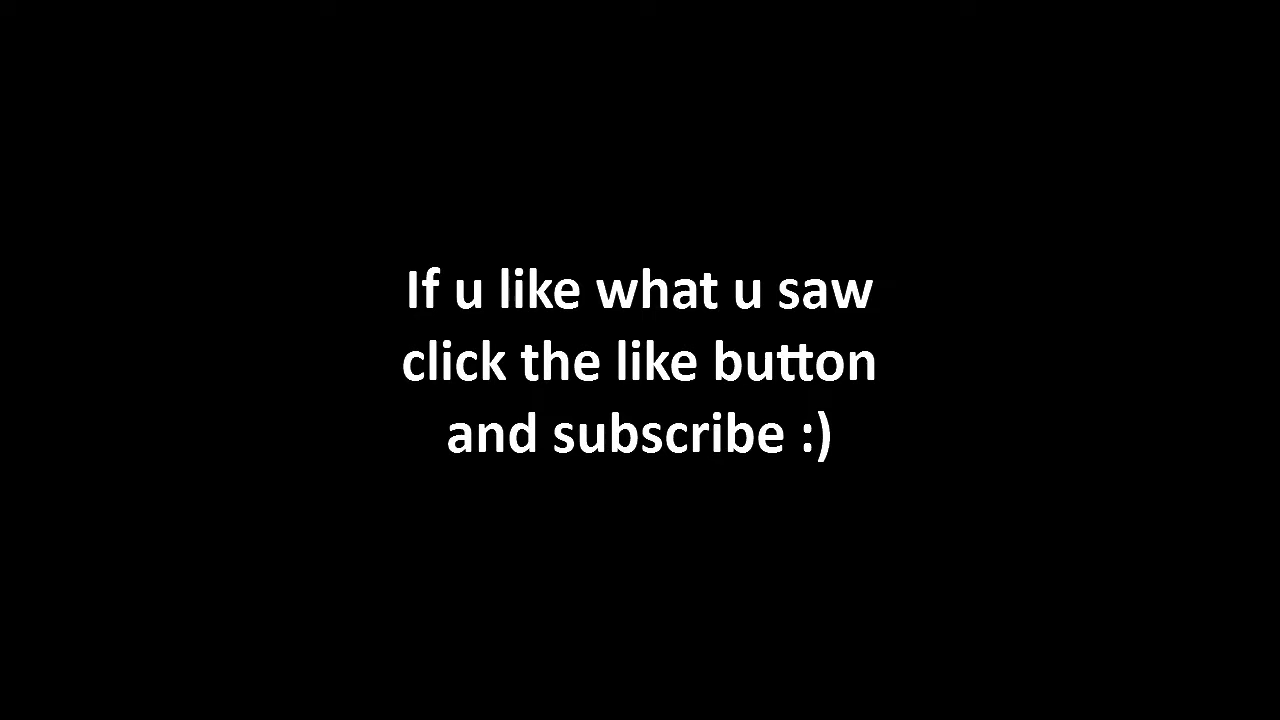 If u like what u saw
click the like button
and subscribe :)